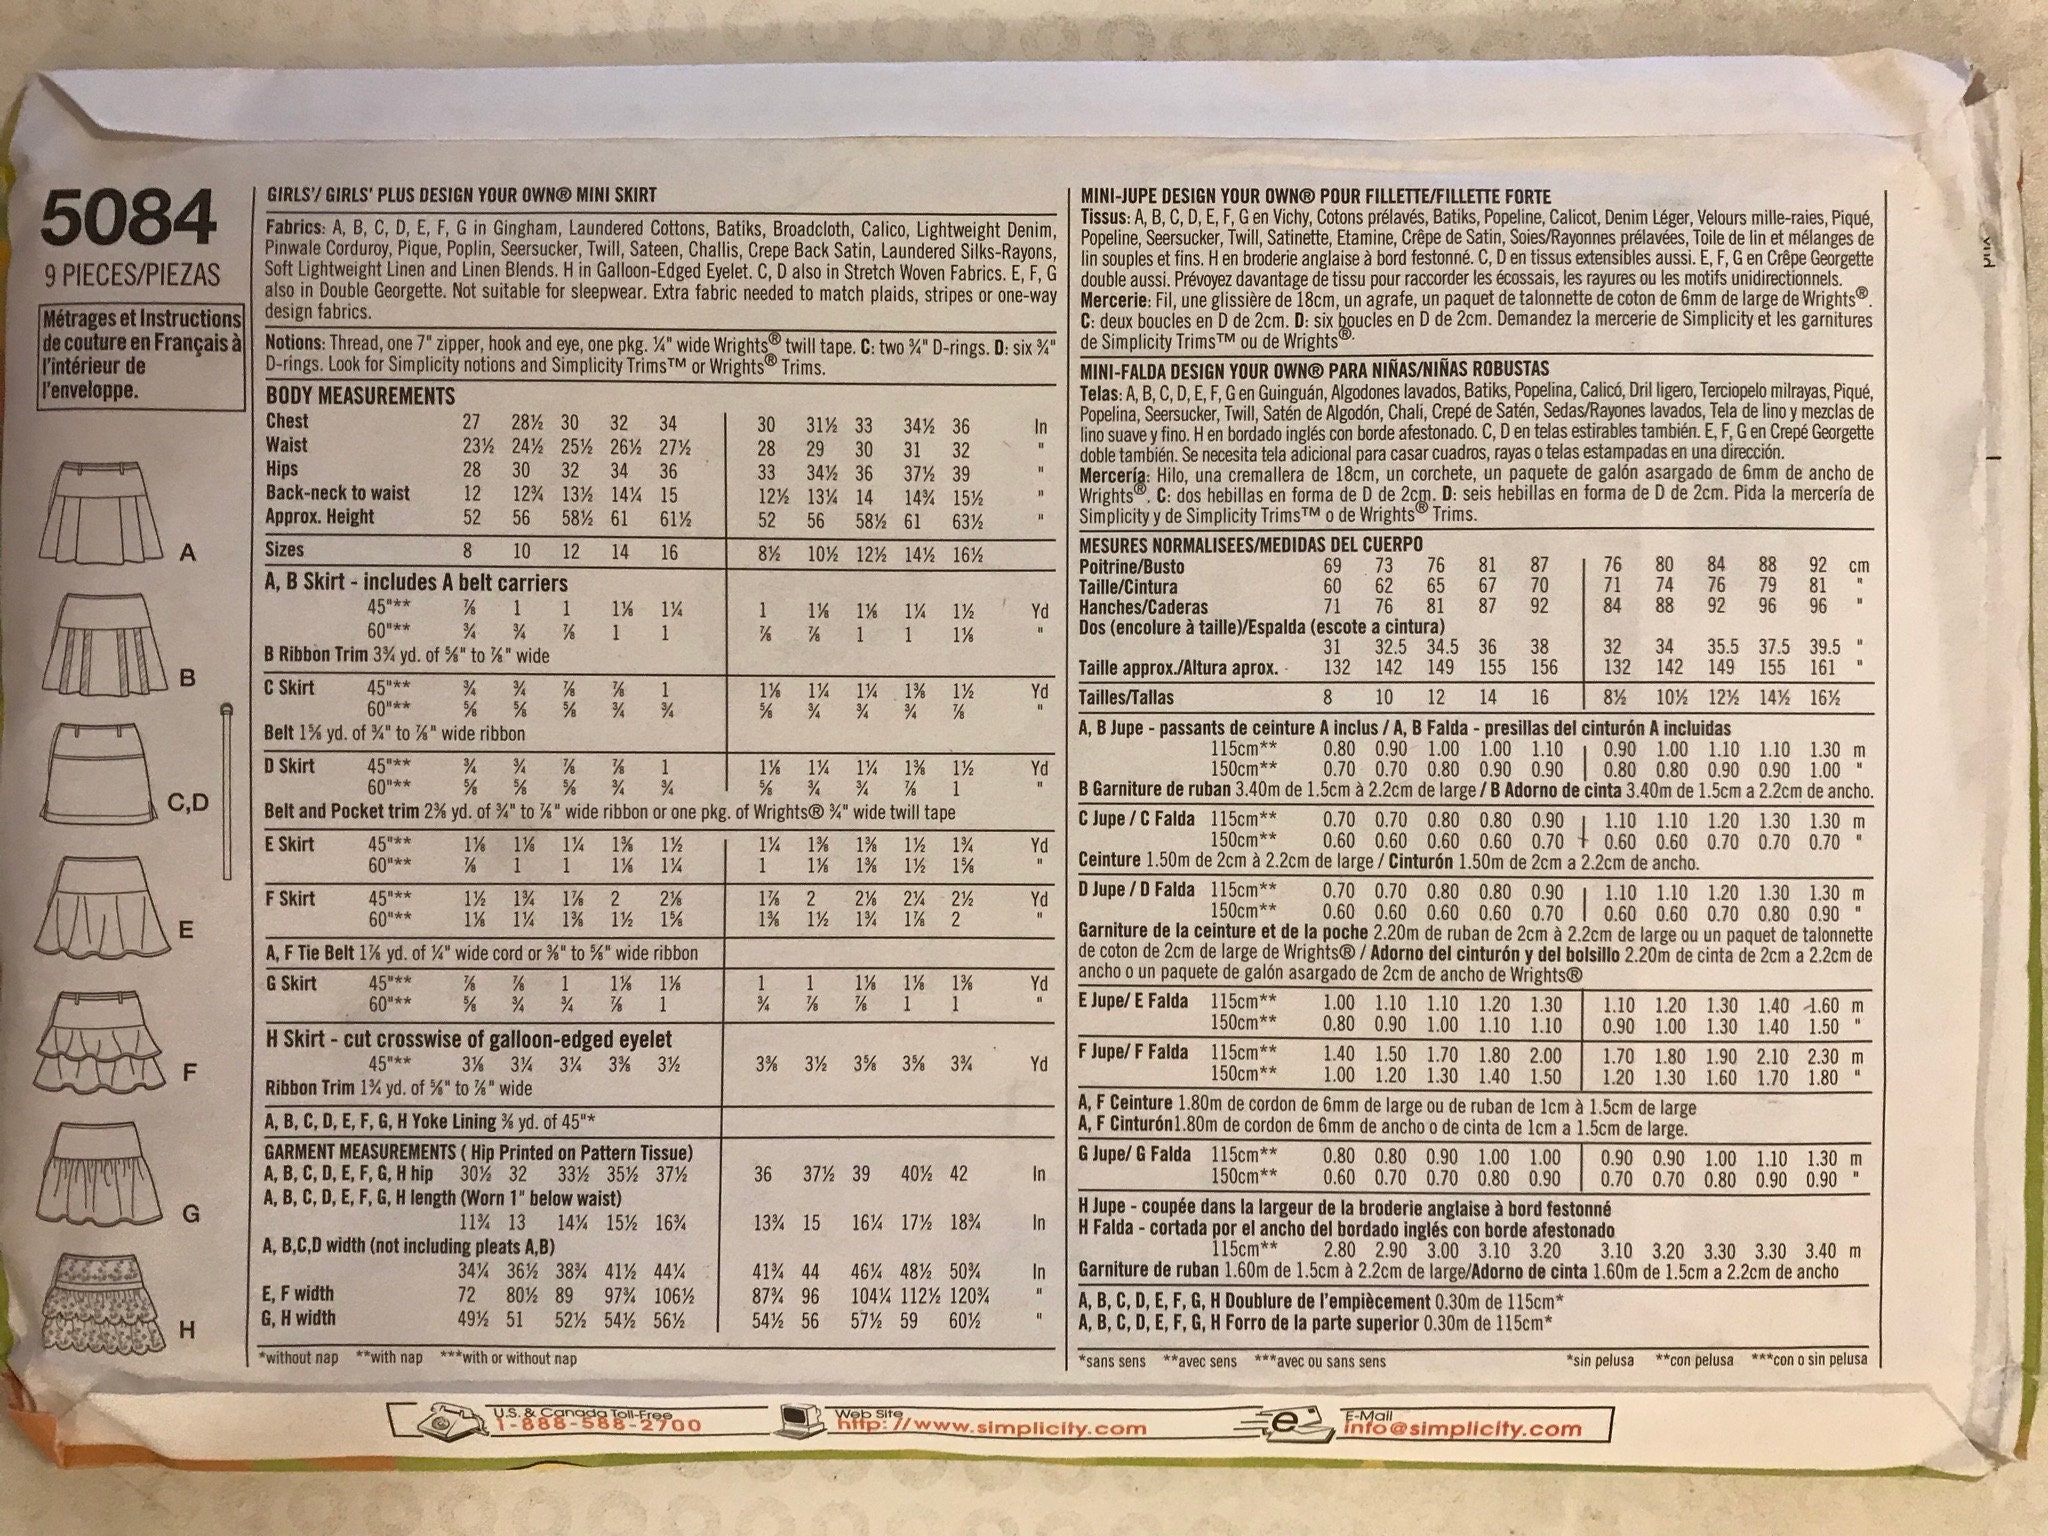 5084
9 PIECES/PIEZAS
Métrages et Instructions
de couture en Français à
l'intérieur de
l'enveloppe.
A
B
C,D
E
F
G
H
GIRLS'/ GIRLS' PLUS DESIGN YOUR OWN® MINI SKIRT
Fabrics: A, B, C, D, E, F, G in Gingham, Laundered Cottons, Batiks, Broadcloth, Calico, Lightweight Denim,
Pinwale Corduroy, Pique, Poplin, Seersucker, Twill, Sateen, Challis, Crepe Back Satin, Laundered Silks-Rayons,
Soft Lightweight Linen and Linen Blends. H in Galloon-Edged Eyelet. C, D also in Stretch Woven Fabrics. E, F, G
also in Double Georgette. Not suitable for sleepwear. Extra fabric needed to match plaids, stripes or one-way
design fabrics.
Notions: Thread, one 7" zipper, hook and eye, one pkg. ¼" wide Wrights® twill tape. C: two ¾" D-rings. D: six ¾"
D-rings. Look for Simplicity notions and Simplicity Trims™ or Wrights® Trims.
BODY MEASUREMENTS
Chest 27 28½ 30 32 34 30 31½ 33 34½ 36 In
Waist 23½ 24½ 25½ 26½ 27½ 28 29 30 31 32 "
Hips 28 30 32 34 36 33 34½ 36 37½ 39 "
Back-neck to waist 12 12¾ 13½ 14¼ 15 12½ 13¼ 14 14¾ 15½ "
Approx. Height 52 56 58½ 61 61½ 52 56 58½ 61 63½ "
Sizes 8 10 12 14 16 8½ 10½ 12½ 14½ 16½
A, B Skirt - includes A belt carriers
45"** ⅞ 1 1 1⅛ 1¼ 1 1⅛ 1⅛ 1¼ 1½ Yd
60"** ¾ ¾ ⅞ 1 1 ⅞ ⅞ 1 1 1⅛ "
B Ribbon Trim 3¾ yd. of ⅝" to ⅞" wide
C Skirt 45"** ¾ ¾ ⅞ ⅞ 1 1⅛ 1¼ 1¼ 1⅜ 1½ Yd
60"** ⅝ ⅝ ⅝ ¾ ¾ ⅝ ¾ ¾ ¾ ⅞ "
Belt 1⅝ yd. of ¾" to ⅞" wide ribbon
D Skirt 45"** ¾ ¾ ⅞ ⅞ 1 1⅛ 1¼ 1¼ 1⅜ 1½ Yd
60"** ⅝ ⅝ ⅝ ¾ ¾ ⅝ ¾ ¾ ⅞ 1 "
Belt and Pocket trim 2⅜ yd. of ¾" to ⅞" wide ribbon or one pkg. of Wrights® ¾" wide twill tape
E Skirt 45"** 1⅛ 1⅛ 1¼ 1⅜ 1½ 1¼ 1⅜ 1⅜ 1½ 1¾ Yd
60"** ⅞ 1 1 1⅛ 1¼ 1 1⅛ 1⅜ 1½ 1⅝ "
F Skirt 45"** 1½ 1¾ 1⅞ 2 2⅛ 1⅞ 2 2⅛ 2¼ 2½ Yd
60"** 1⅛ 1¼ 1⅜ 1½ 1⅝ 1⅜ 1½ 1¾ 1⅞ 2 "
A, F Tie Belt 1⅞ yd. of ¼" wide cord or ⅜" to ⅝" wide ribbon
G Skirt 45"** ⅞ ⅞ 1 1⅛ 1⅛ 1 1 1⅛ 1⅛ 1⅜ Yd
60"** ⅝ ¾ ¾ ⅞ 1 ¾ ⅞ ⅞ 1 1 "
H Skirt - cut crosswise of galloon-edged eyelet
45"** 3⅛ 3¼ 3¼ 3⅜ 3½ 3⅜ 3½ 3⅝ 3⅝ 3¾ Yd
Ribbon Trim 1¾ yd. of ⅝" to ⅞" wide
A, B, C, D, E, F, G, H Yoke Lining ⅜ yd. of 45"*
GARMENT MEASUREMENTS ( Hip Printed on Pattern Tissue)
A, B, C, D, E, F, G, H hip 30½ 32 33½ 35½ 37½ 36 37½ 39 40½ 42 In
A, B, C, D, E, F, G, H length (Worn 1" below waist)
11¾ 13 14¼ 15½ 16¾ 13¾ 15 16¼ 17½ 18¾ In
A, B,C,D width (not including pleats A,B)
34¼ 36½ 38¾ 41½ 44¼ 41¾ 44 46¼ 48½ 50¾ In
E, F width 72 80½ 89 97¾ 106½ 87¾ 96 104¼ 112½ 120¾ "
G, H width 49½ 51 52½ 54½ 56½ 54½ 56 57½ 59 60½ "
*without nap **with nap ***with or without nap
MINI-JUPE DESIGN YOUR OWN® POUR FILLETTE/FILLETTE FORTE
Tissus: A, B, C, D, E, F, G en Vichy, Cotons prélavés, Batiks, Popeline, Calicot, Denim Léger, Velours mille-raies, Piqué,
Popeline, Seersucker, Twill, Satinette, Etamine, Crêpe de Satin, Soies/Rayonnes prélavées, Toile de lin et mélanges de
lin souples et fins. H en broderie anglaise à bord festonné. C, D en tissus extensibles aussi. E, F, G en Crêpe Georgette
double aussi. Prévoyez davantage de tissu pour raccorder les écossais, les rayures ou les motifs unidirectionnels.
Mercerie: Fil, une glissière de 18cm, un agrafe, un paquet de talonnette de coton de 6mm de large de Wrights®.
C: deux boucles en D de 2cm. D: six boucles en D de 2cm. Demandez la mercerie de Simplicity et les garnitures
de Simplicity Trims™ ou de Wrights®.
MINI-FALDA DESIGN YOUR OWN® PARA NIÑAS/NIÑAS ROBUSTAS
Telas: A, B, C, D, E, F, G en Guinguán, Algodones lavados, Batiks, Popelina, Calicó, Dril ligero, Terciopelo milrayas, Piqué,
Popelina, Seersucker, Twill, Satén de Algodón, Chali, Crepé de Satén, Sedas/Rayones lavados, Tela de lino y mezclas de
lino suave y fino. H en bordado inglés con borde afestonado. C, D en telas estirables también. E, F, G en Crepé Georgette
doble también. Se necesita tela adicional para casar cuadros, rayas o telas estampadas en una dirección.
Mercería: Hilo, una cremallera de 18cm, un corchete, un paquete de galón asargado de 6mm de ancho de
Wrights®. C: dos hebillas en forma de D de 2cm. D: seis hebillas en forma de D de 2cm. Pida la mercería de
Simplicity y de Simplicity Trims™ o de Wrights® Trims.
MESURES NORMALISEES/MEDIDAS DEL CUERPO
Poitrine/Busto 69 73 76 81 87 76 80 84 88 92 cm
Taille/Cintura 60 62 65 67 70 71 74 76 79 81 "
Hanches/Caderas 71 76 81 87 92 84 88 92 96 96 "
Dos (encolure à taille)/Espalda (escote a cintura)
31 32.5 34.5 36 38 32 34 35.5 37.5 39.5 "
Taille approx./Altura aprox. 132 142 149 155 156 132 142 149 155 161 "
Tailles/Tallas 8 10 12 14 16 8½ 10½ 12½ 14½ 16½
A, B Jupe - passants de ceinture A inclus / A, B Falda - presillas del cinturón A incluidas
115cm** 0.80 0.90 1.00 1.00 1.10 0.90 1.00 1.10 1.10 1.30 m
150cm** 0.70 0.70 0.80 0.90 0.90 0.80 0.80 0.90 0.90 1.00 "
B Garniture de ruban 3.40m de 1.5cm à 2.2cm de large / B Adorno de cinta 3.40m de 1.5cm a 2.2cm de ancho.
C Jupe / C Falda 115cm** 0.70 0.70 0.80 0.80 0.90 1.10 1.10 1.20 1.30 1.30 m
150cm** 0.60 0.60 0.60 0.60 0.70 0.60 0.60 0.70 0.70 0.70 "
Ceinture 1.50m de 2cm à 2.2cm de large / Cinturón 1.50m de 2cm a 2.2cm de ancho.
D Jupe / D Falda 115cm** 0.70 0.70 0.80 0.80 0.90 1.10 1.10 1.20 1.30 1.30 m
150cm** 0.60 0.60 0.60 0.60 0.70 0.60 0.60 0.70 0.80 0.90 "
Garniture de la ceinture et de la poche 2.20m de ruban de 2cm à 2.2cm de large ou un paquet de talonnette
de coton de 2cm de large de Wrights® / Adorno del cinturón y del bolsillo 2.20m de cinta de 2cm a 2.2cm de
ancho o un paquete de galón asargado de 2cm de ancho de Wrights®
E Jupe/ E Falda 115cm** 1.00 1.10 1.10 1.20 1.30 1.10 1.20 1.30 1.40 1.60 m
150cm** 0.80 0.90 1.00 1.10 1.10 0.90 1.00 1.30 1.40 1.50 "
F Jupe/ F Falda 115cm** 1.40 1.50 1.70 1.80 2.00 1.70 1.80 1.90 2.10 2.30 m
150cm** 1.00 1.20 1.30 1.40 1.50 1.20 1.30 1.60 1.70 1.80 "
A, F Ceinture 1.80m de cordon de 6mm de large ou de ruban de 1cm à 1.5cm de large
A, F Cinturón1.80m de cordon de 6mm de ancho o de cinta de 1cm a 1.5cm de large.
G Jupe/ G Falda 115cm** 0.80 0.80 0.90 1.00 1.00 0.90 0.90 1.00 1.10 1.30 m
150cm** 0.60 0.70 0.70 0.80 0.90 0.70 0.70 0.80 0.90 0.90 "
H Jupe - coupée dans la largeur de la broderie anglaise à bord festonné
H Falda - cortada por el ancho del bordado inglés con borde afestonado
115cm** 2.80 2.90 3.00 3.10 3.20 3.10 3.20 3.30 3.30 3.40 m
Garniture de ruban 1.60m de 1.5cm à 2.2cm de large/Adorno de cinta 1.60m de 1.5cm a 2.2cm de ancho
A, B, C, D, E, F, G, H Doublure de l'empiècement 0.30m de 115cm*
A, B, C, D, E, F, G, H Forro de la parte superior 0.30m de 115cm*
*sans sens **avec sens ***avec ou sans sens *sin pelusa **con pelusa ***con o sin pelusa
U.S. & Canada Toll-Free
1-888-588-2700
Web Site
http://www.simplicity.com
E-Mail
info@simplicity.com